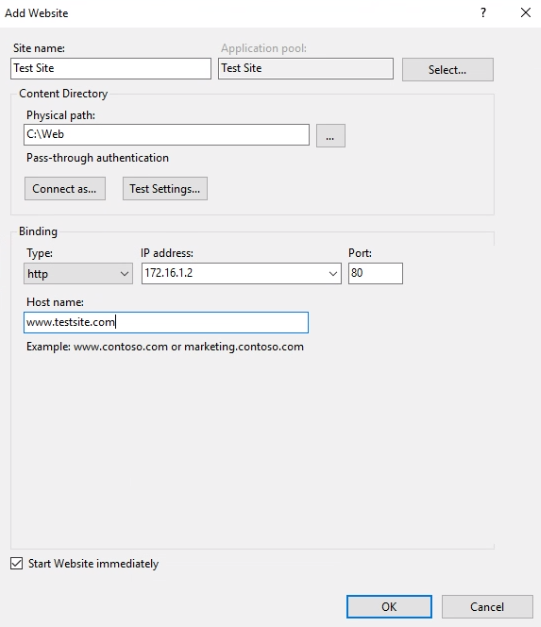 Add Website ? ×
Site name: Application pool:
Test Site Test Site Select...
Content Directory
Physical path:
C:\Web ...
Pass-through authentication
Connect as... Test Settings...
Binding
Type: IP address: Port:
http 172.16.1.2 80
Host name:
www.testsite.com
Example: www.contoso.com or marketing.contoso.com
Start Website immediately
OK Cancel